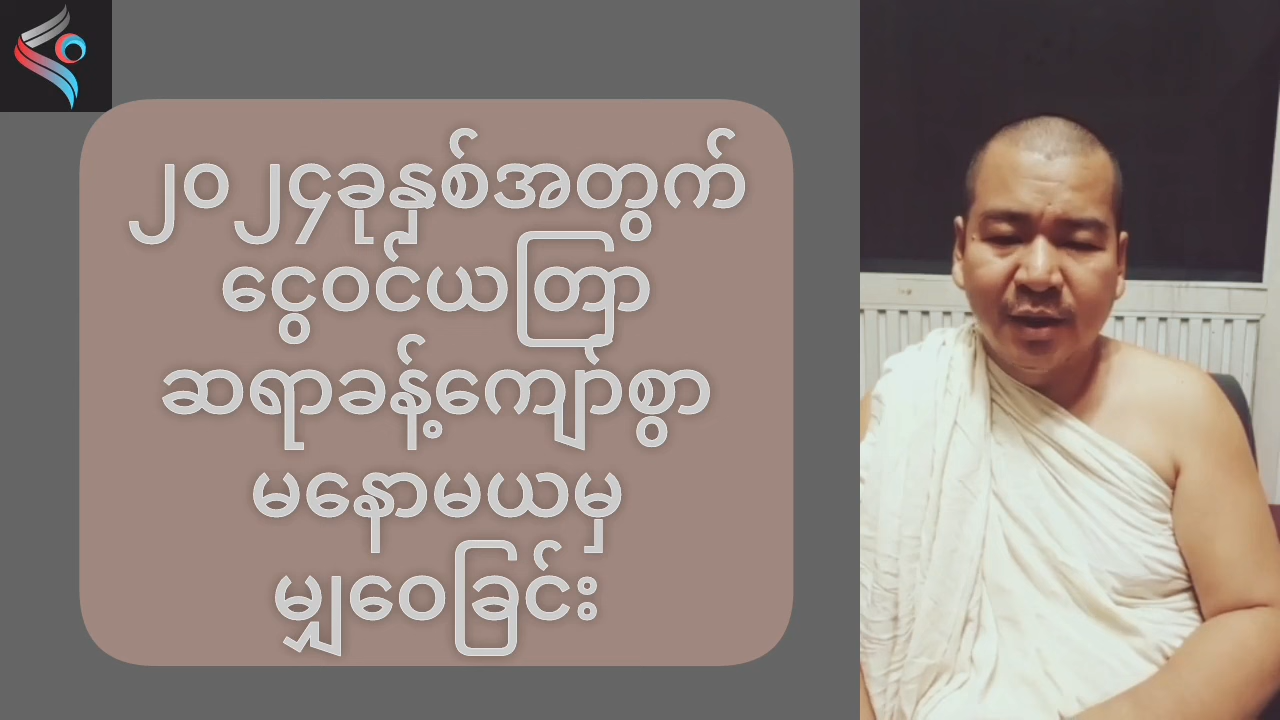 ၂၀၂၄ခုနှစ်အတွက်
ငွေဝင်ယတြာ
ဆရာခန့်ကျော်စွာ
မနောမယမှ
မျှဝေခြင်း